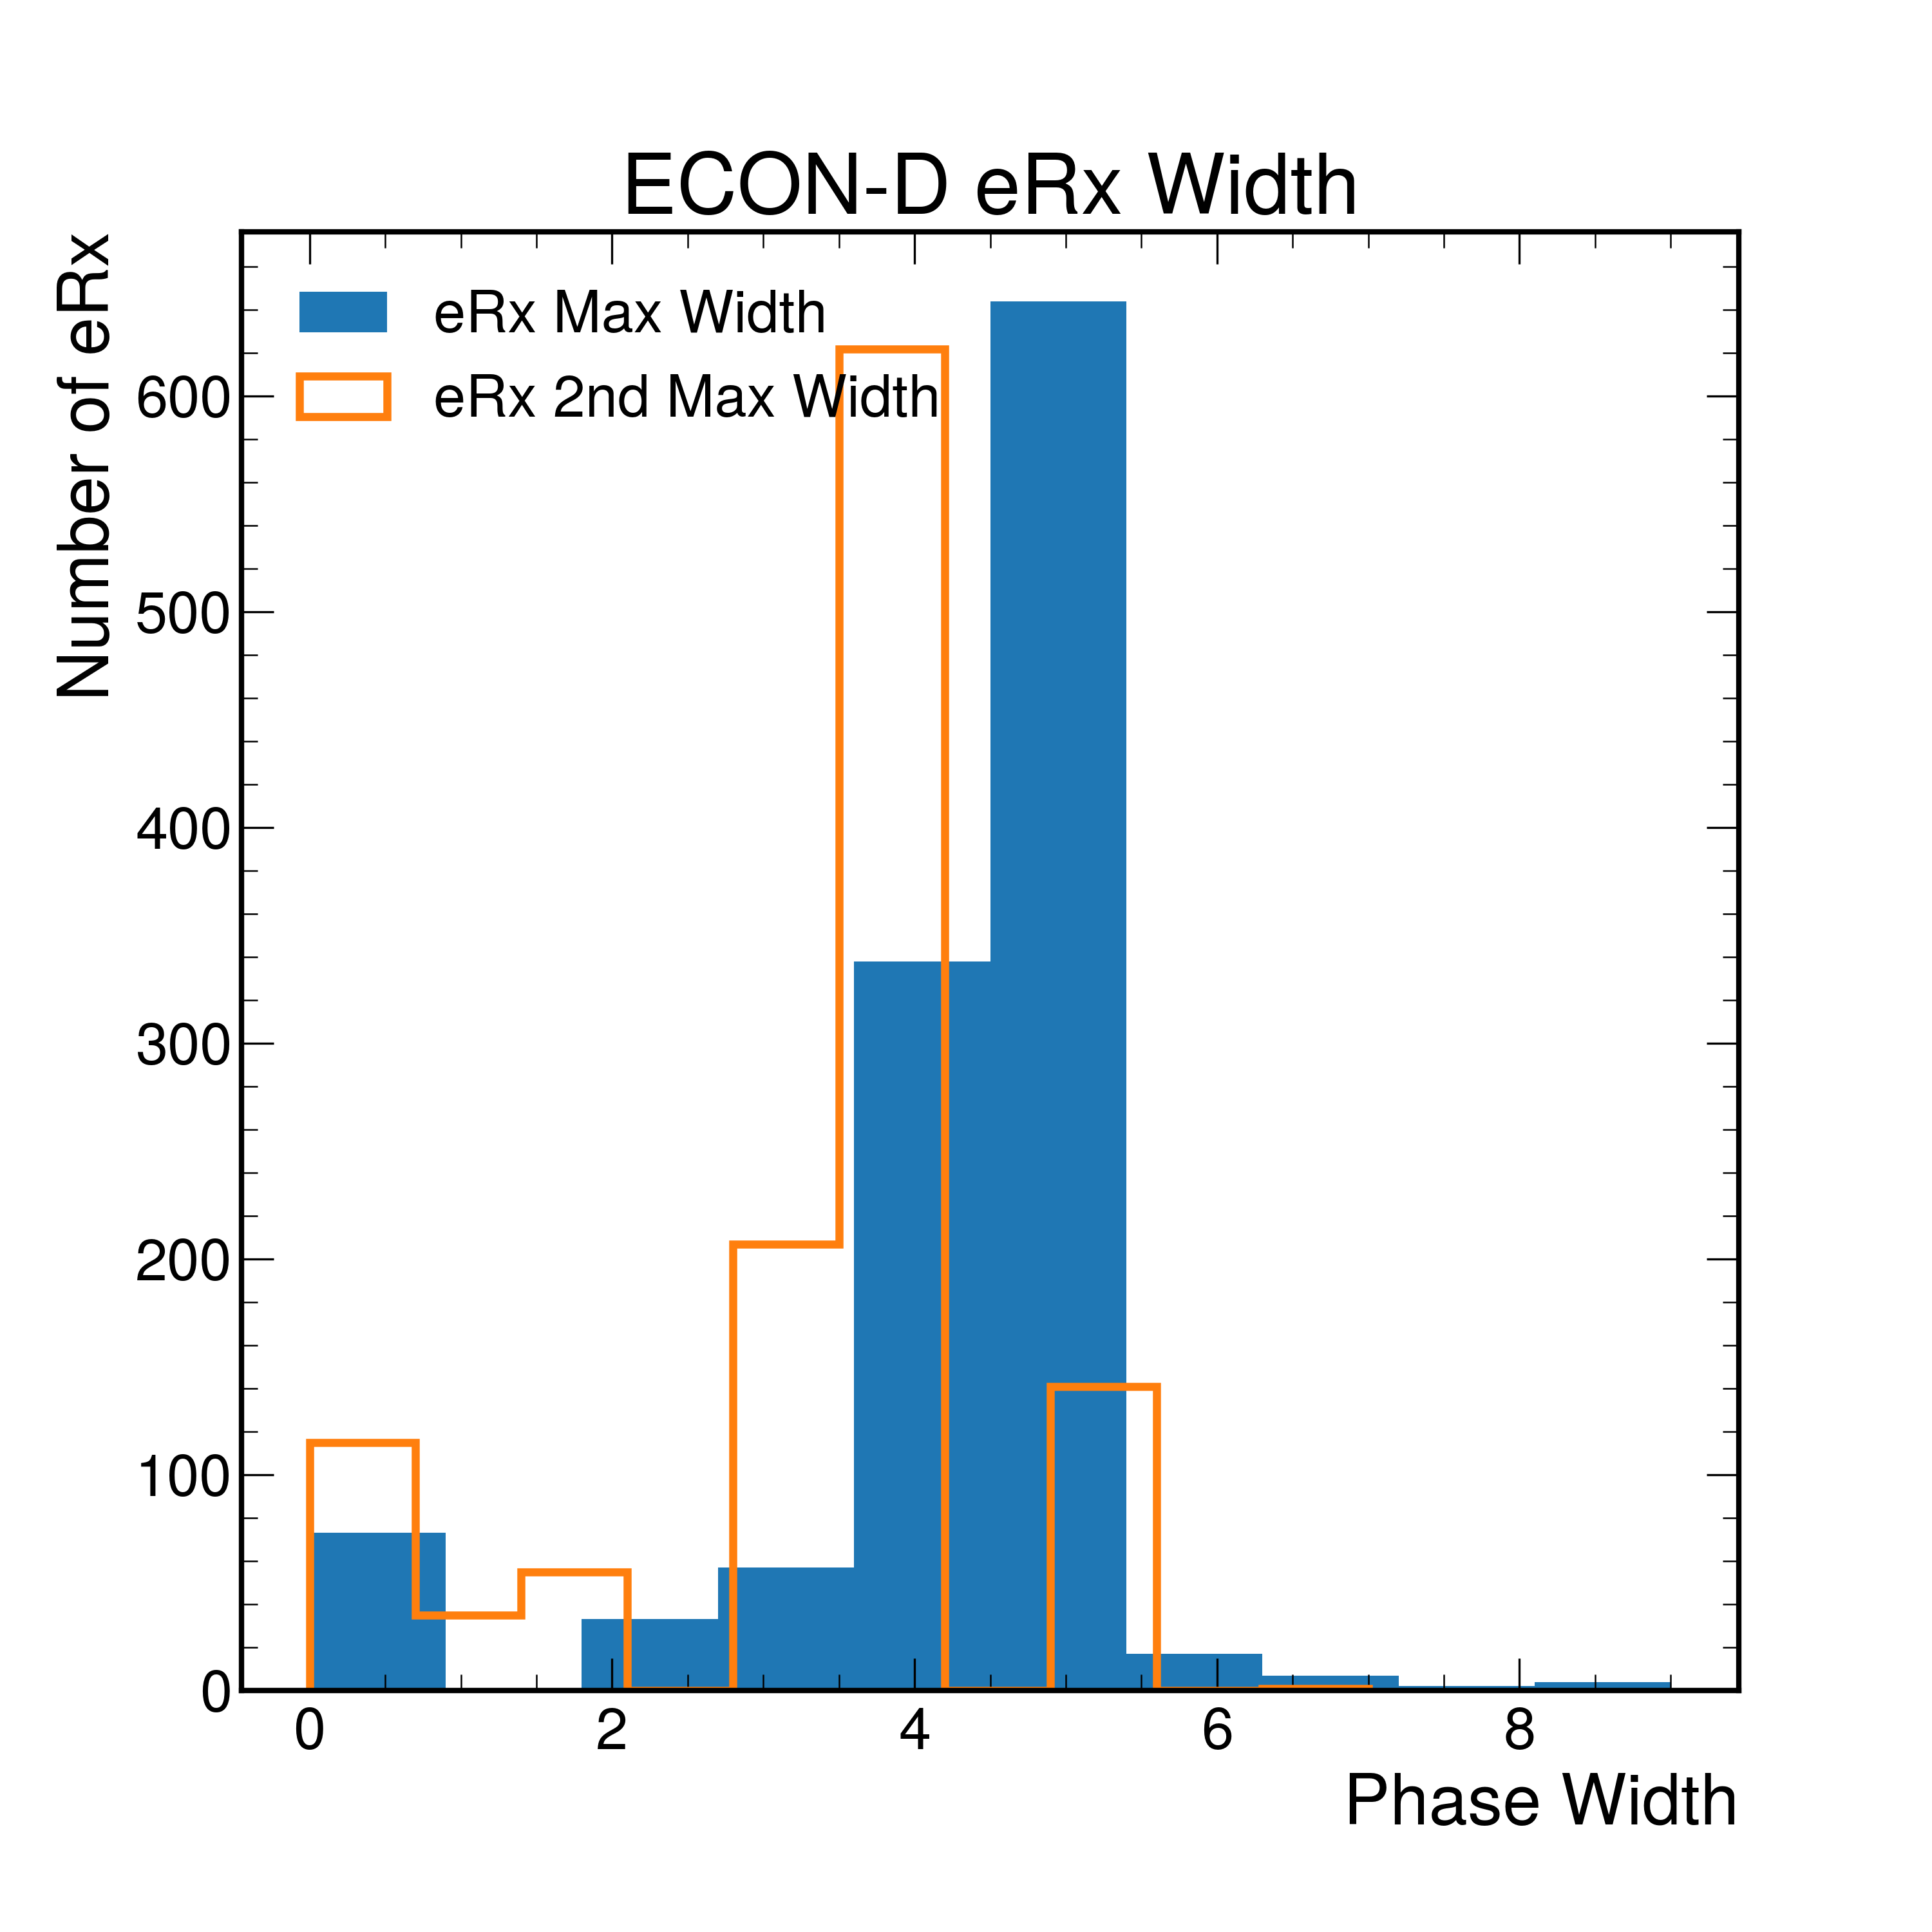 ECON-D eRx Width
Number of eRx
eRx Max Width
eRx 2nd Max Width
600
500
400
300
200
100
0
0 2 4 6 8
Phase Width